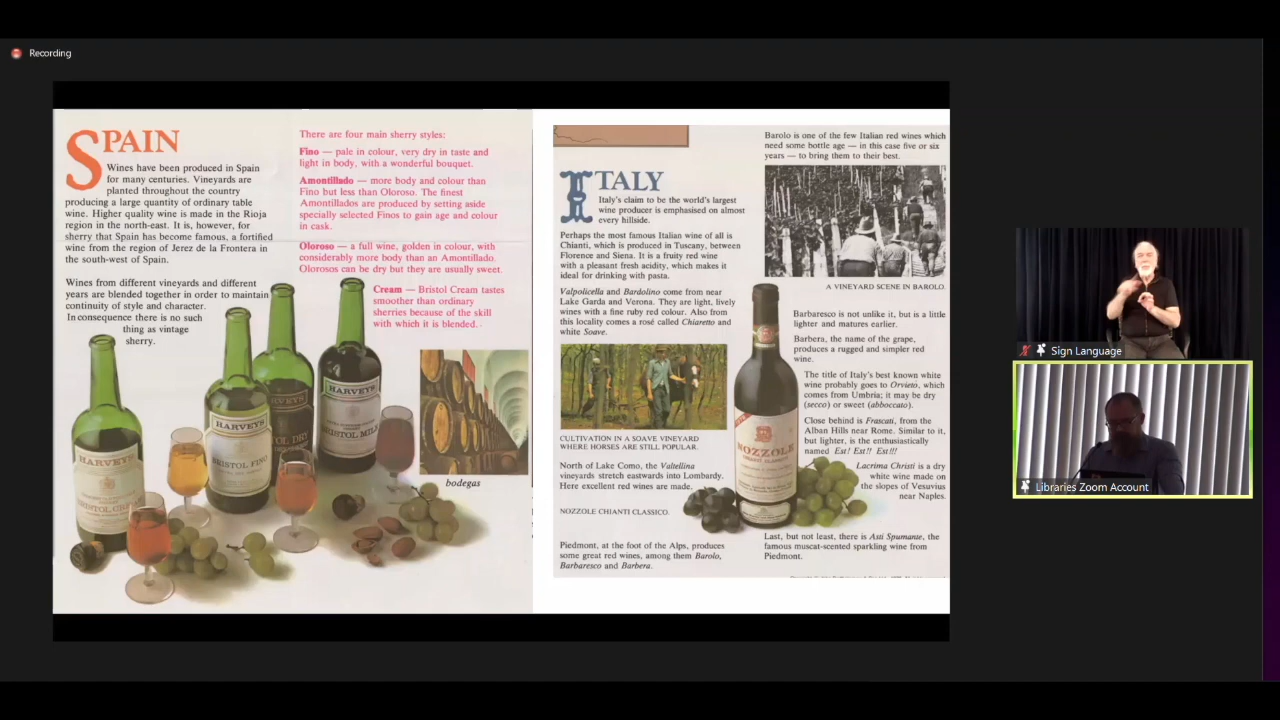 Recording
SPAIN
Wines have been produced in Spain
for many centuries. Vineyards are
planted throughout the country
producing a large quantity of ordinary table
wine. Higher quality wine is made in the Rioja
region in the north-east. It is, however, for
sherry that Spain has become famous, a fortified
wine from the region of Jerez de la Frontera in
the south-west of Spain.
Wines from different vineyards and different
years are blended together in order to maintain
continuity of style and character.
In consequence there is no such
thing as vintage
sherry.
There are four main sherry styles:
Fino — pale in colour, very dry in taste and
light in body, with a wonderful bouquet.
Amontillado — more body and colour than
Fino but less than Oloroso. The finest
Amontillados are produced by setting aside
specially selected Finos to gain age and colour
in cask.
Oloroso — a full wine, golden in colour, with
considerably more body than an Amontillado.
Olorosos can be dry but they are usually sweet.
Cream — Bristol Cream tastes
smoother than ordinary
sherries because of the skill
with which it is blended.
HARVEYS
HARVEYS
BRISTOL FINO
HARVEYS
HARVEYS
BRISTOL MILK
bodegas
ITALY
Italy's claim to be the world's largest
wine producer is emphasised on almost
every hillside.
Perhaps the most famous Italian wine of all is
Chianti, which is produced in Tuscany, between
Florence and Siena. It is a fruity red wine
with a pleasant fresh acidity, which makes it
ideal for drinking with pasta.
Valpolicella and Bardolino come from near
Lake Garda and Verona. They are light, lively
wines with a fine ruby red colour. Also from
this locality comes a rosé called Chiaretto and
white Soave.
CULTIVATION IN A SOAVE VINEYARD
WHERE HORSES ARE STILL POPULAR.
North of Lake Como, the Valtellina
vineyards stretch eastwards into Lombardy.
Here excellent red wines are made.
NOZZOLE CHIANTI CLASSICO.
Piedmont, at the foot of the Alps, produces
some great red wines, among them Barolo,
Barbaresco and Barbera.
NOZZOLE
Barolo is one of the few Italian red wines which
need some bottle age — in this case five or six
years — to bring them to their best.
A VINEYARD SCENE IN BAROLO.
Barbaresco is not unlike it, but is a little
lighter and matures earlier.
Barbera, the name of the grape,
produces a rugged and simpler red
wine.
The title of Italy's best known white
wine probably goes to Orvieto, which
comes from Umbria; it may be dry
(secco) or sweet (abboccato).
Close behind is Frascati, from the
Alban Hills near Rome. Similar to it,
but lighter, is the enthusiastically
named Est! Est!! Est!!!
Lacrima Christi is a dry
white wine made on
the slopes of Vesuvius
near Naples.
Last, but not least, there is Asti Spumante, the
famous muscat-scented sparkling wine from
Piedmont.
Sign Language
Libraries Zoom Account